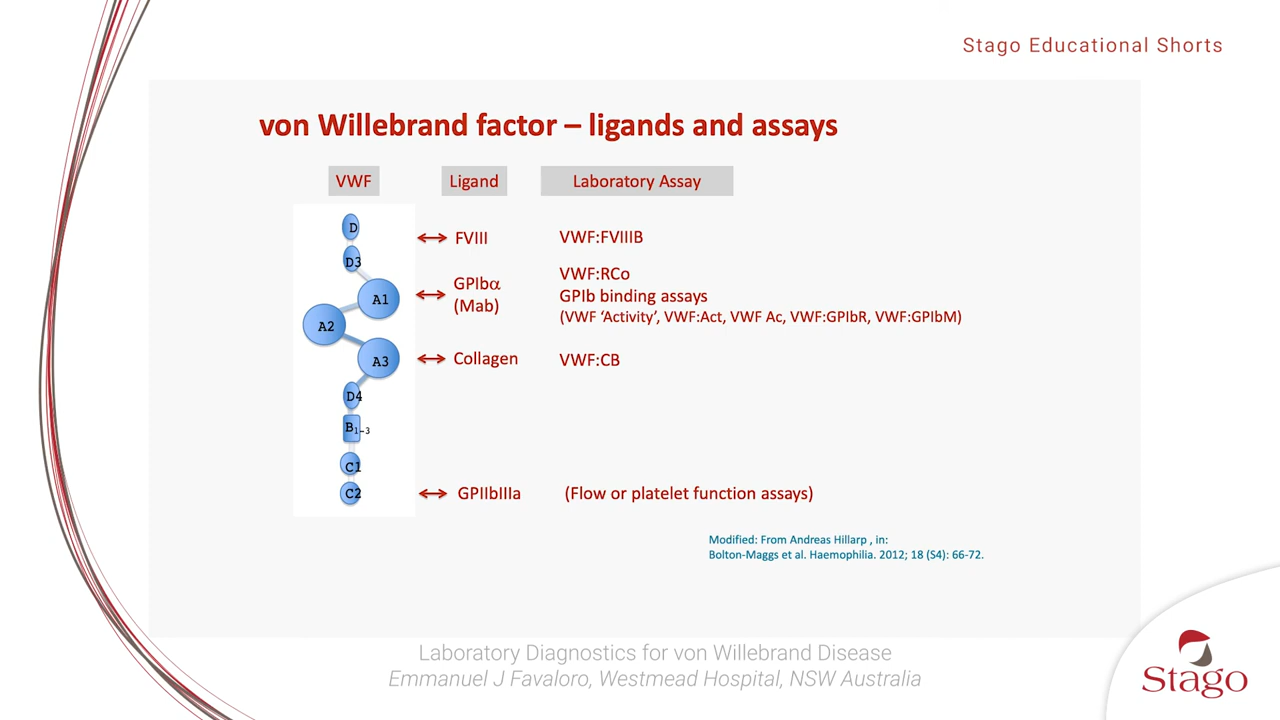 Stago Educational Shorts
von Willebrand factor – ligands and assays
VWF Ligand Laboratory Assay
D
FVIII VWF:FVIIIB
D3
VWF:RCo
GPIbα
A1
GPIb binding assays
(Mab)
(VWF ‘Activity’, VWF:Act, VWF Ac, VWF:GPIbR, VWF:GPIbM)
A2
A3 Collagen VWF:CB
D4
B1-3
C1
C2 GPIIbIIIa (Flow or platelet function assays)
Modified: From Andreas Hillarp , in:
Bolton-Maggs et al. Haemophilia. 2012; 18 (S4): 66-72.
Laboratory Diagnostics for von Willebrand Disease
Emmanuel J Favaloro, Westmead Hospital, NSW Australia
Stago